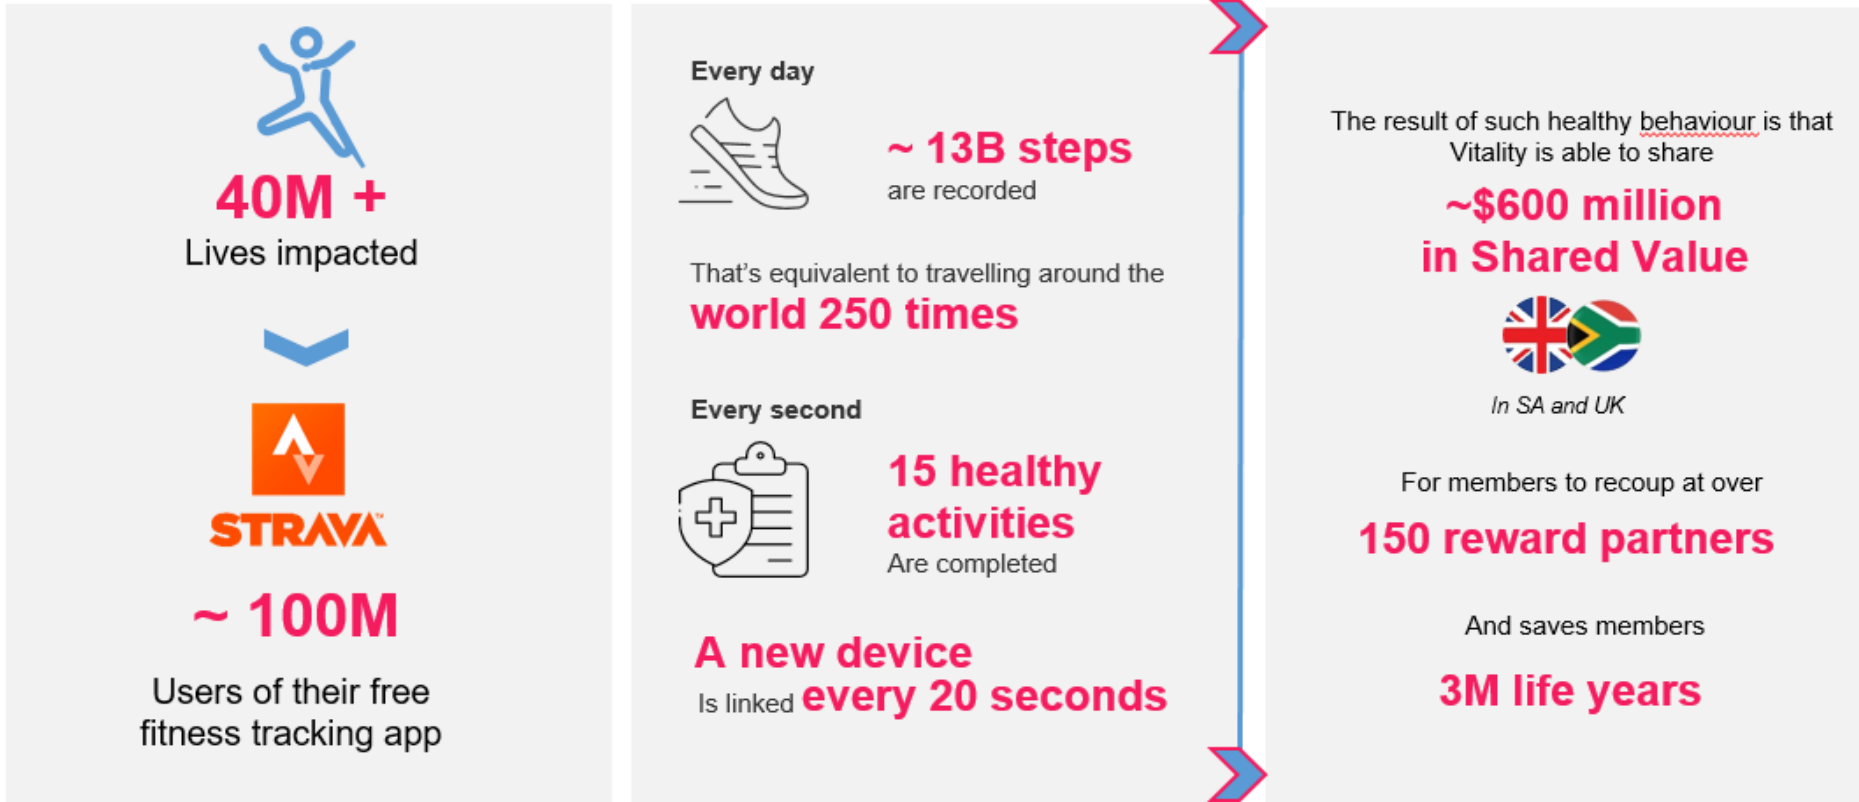 40M +
Lives impacted
STRAVA
~ 100M
Users of their free
fitness tracking app
Every day
~ 13B steps
are recorded
That's equivalent to travelling around the
world 250 times
Every second
15 healthy
activities
Are completed
A new device
Is linked every 20 seconds
The result of such healthy behaviour is that
Vitality is able to share
~$600 million
in Shared Value
In SA and UK
For members to recoup at over
150 reward partners
And saves members
3M life years